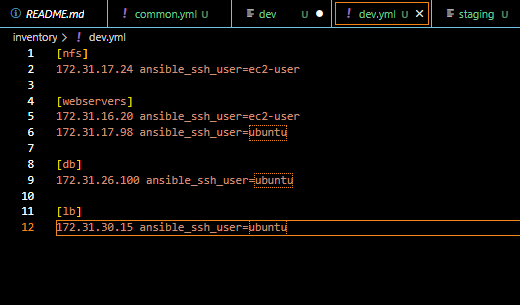 README.md
! common.yml U
dev
! dev.yml U
staging U
inventory > ! dev.yml
1 [nfs]
2 172.31.17.24 ansible_ssh_user=ec2-user
3
4 [webservers]
5 172.31.16.20 ansible_ssh_user=ec2-user
6 172.31.17.98 ansible_ssh_user=ubuntu
7
8 [db]
9 172.31.26.100 ansible_ssh_user=ubuntu
10
11 [lb]
12 172.31.30.15 ansible_ssh_user=ubuntu